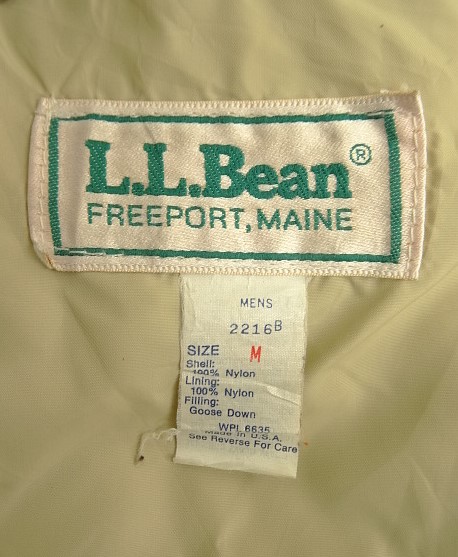 L.L.Bean®
FREEPORT, MAINE
MENS
2216B
SIZE M
Shell:
100% Nylon
Lining:
100% Nylon
Filling:
Goose Down
WPL 6635
Made in U.S.A.
See Reverse For Care